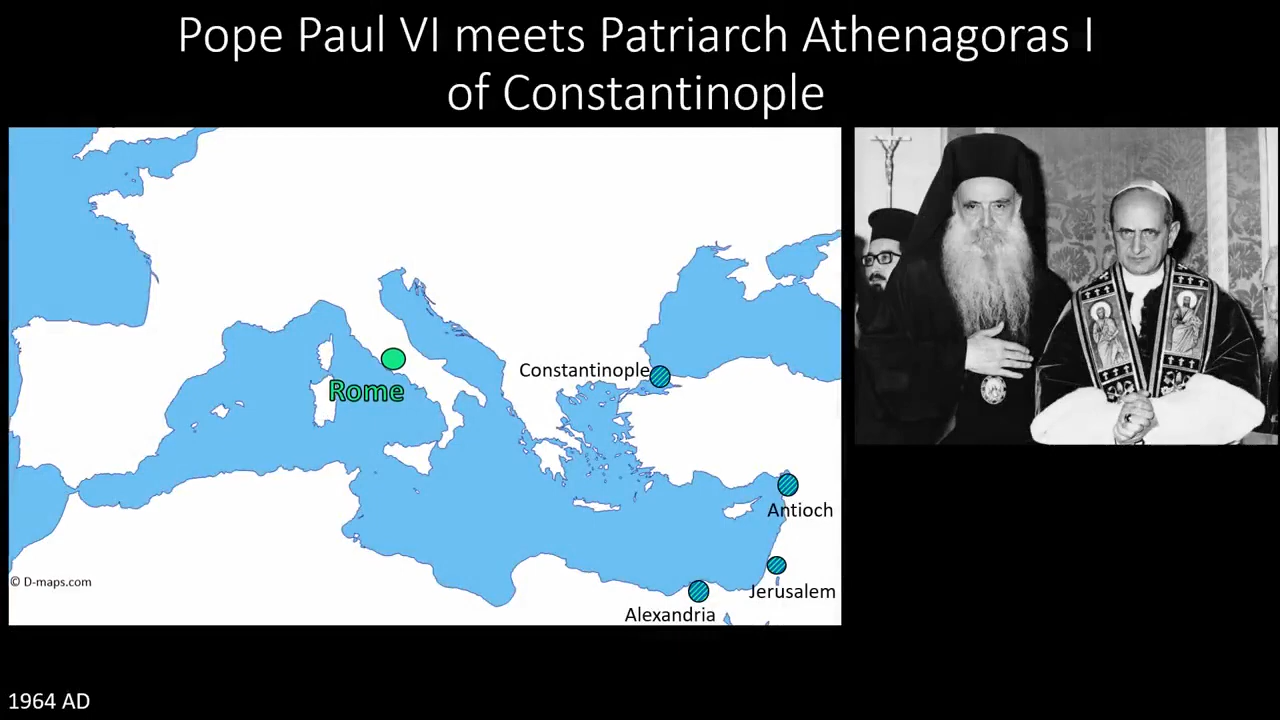 Pope Paul VI meets Patriarch Athenagoras I
of Constantinople
Constantinople
Rome
Antioch
© D-maps.com
Jerusalem
Alexandria
1964 AD